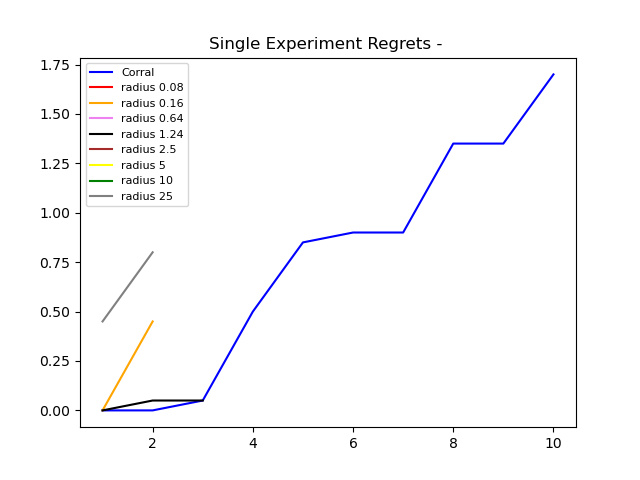 Single Experiment Regrets -
1.75
1.50
1.25
1.00
0.75
0.50
0.25
0.00
Corral
radius 0.08
radius 0.16
radius 0.64
radius 1.24
radius 2.5
radius 5
radius 10
radius 25
2 4 6 8 10